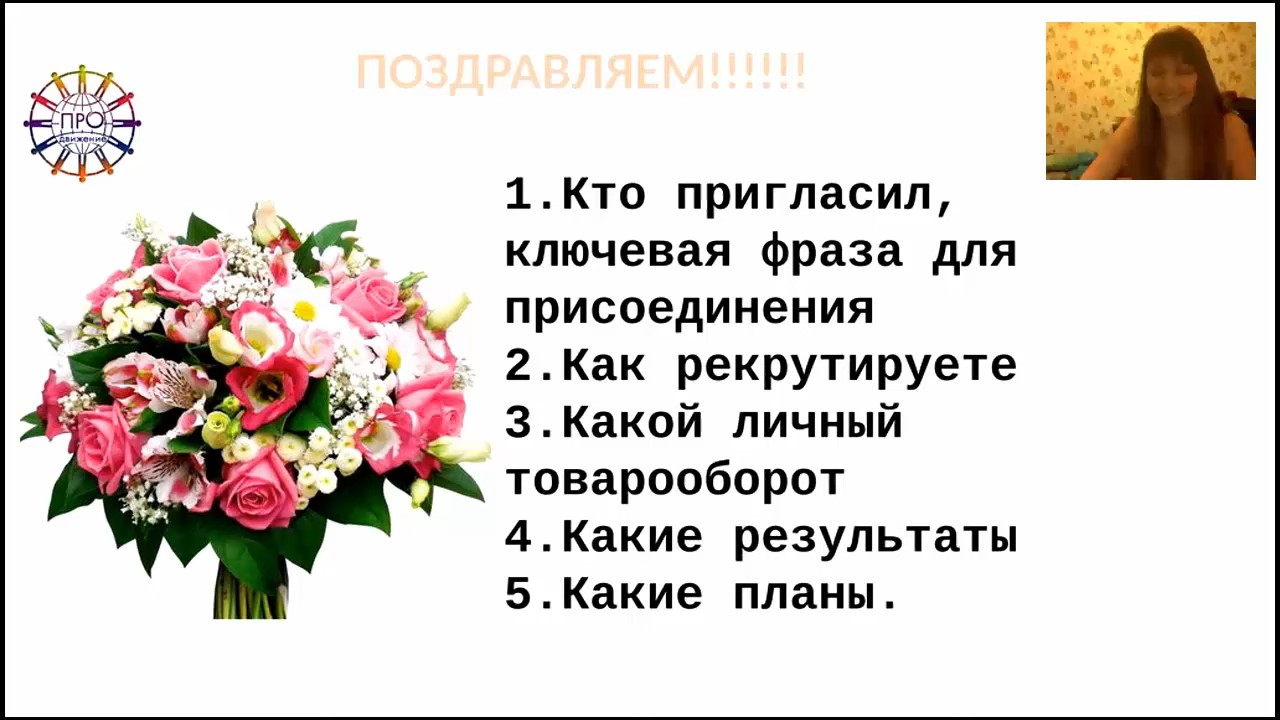 ПОЗДРАВЛЯЕМ!!!!!!
ПРО
движение
1.Кто пригласил,
ключевая фраза для
присоединения
2.Как рекрутируете
3.Какой личный
товарооборот
4.Какие результаты
5.Какие планы.